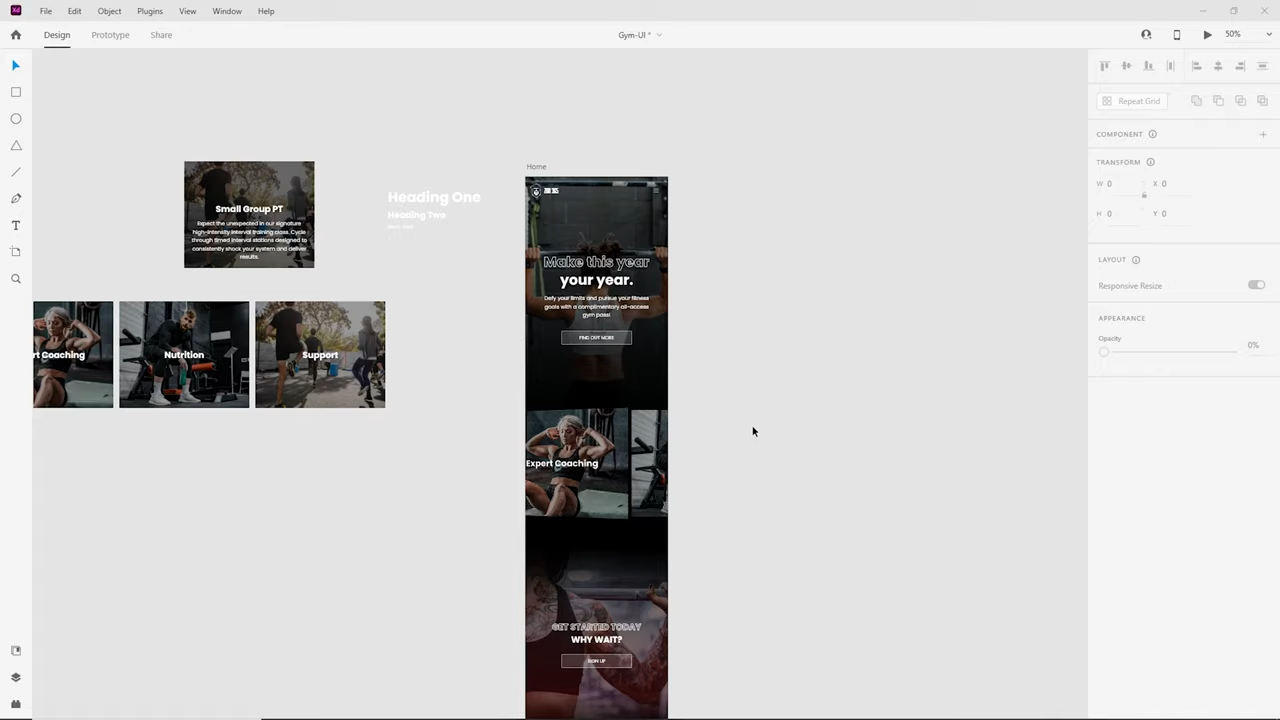 Xd File Edit Object Plugins View Window Help
Design Prototype Share Gym-UI * 50%
Repeat Grid
COMPONENT
TRANSFORM
W 0 X 0
H 0 Y 0
LAYOUT
Responsive Resize
APPEARANCE
Opacity
0%
Small Group PT
Expect the unexpected in our signature
high-intensity interval training class. Cycle
through timed interval stations designed to
consistently shock your system and deliver
results.
Heading One
Heading Two
rt Coaching
Nutrition
Support
Home
Make this year
your year.
Defy your limits and pursue your fitness
goals with a complimentary all-access
gym pass!
FIND OUT MORE
Expert Coaching
GET STARTED TODAY
WHY WAIT?
SIGN UP